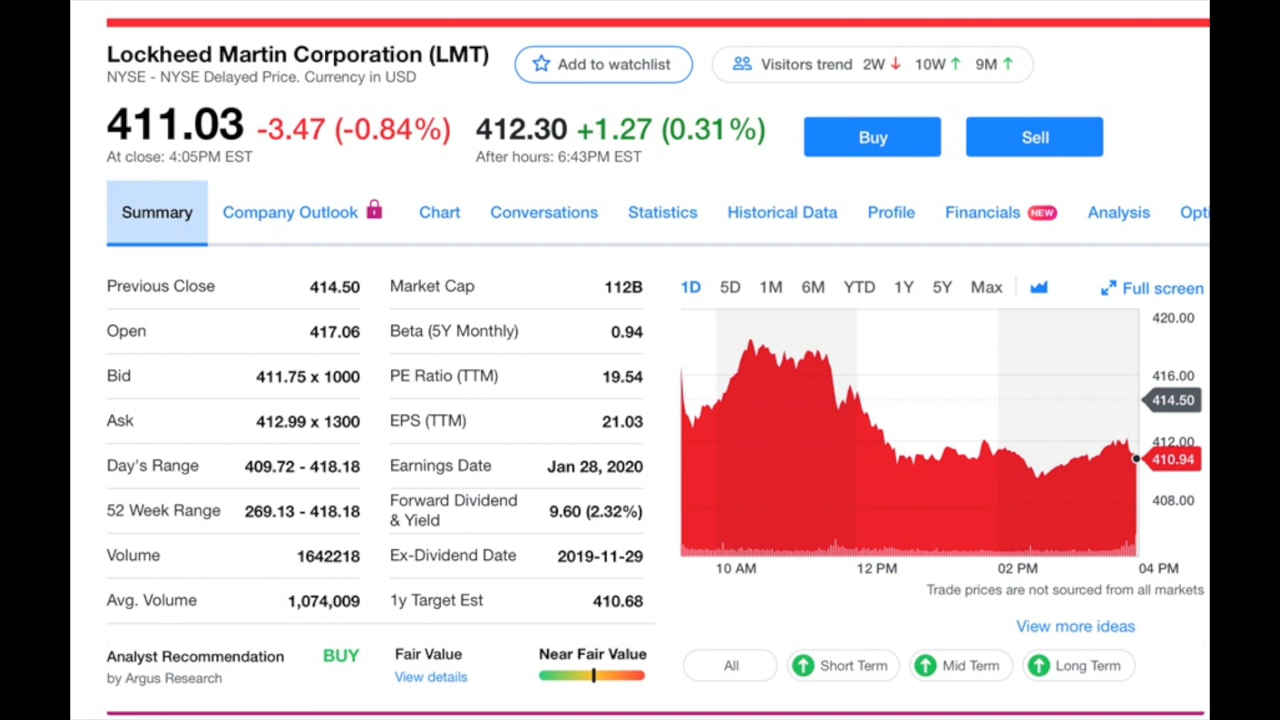 Lockheed Martin Corporation (LMT)
NYSE - NYSE Delayed Price. Currency in USD
Add to watchlist
Visitors trend 2W ↓ 10W ↑ 9M ↑
411.03 -3.47 (-0.84%)
At close: 4:05PM EST
412.30 +1.27 (0.31%)
After hours: 6:43PM EST
Buy
Sell
Summary
Company Outlook
Chart
Conversations
Statistics
Historical Data
Profile
Financials NEW
Analysis
Opti
Previous Close 414.50
Open 417.06
Bid 411.75 x 1000
Ask 412.99 x 1300
Day's Range 409.72 - 418.18
52 Week Range 269.13 - 418.18
Volume 1642218
Avg. Volume 1,074,009
Market Cap 112B
Beta (5Y Monthly) 0.94
PE Ratio (TTM) 19.54
EPS (TTM) 21.03
Earnings Date Jan 28, 2020
Forward Dividend
& Yield 9.60 (2.32%)
Ex-Dividend Date 2019-11-29
1y Target Est 410.68
1D 5D 1M 6M YTD 1Y 5Y Max
Full screen
420.00
416.00
414.50
412.00
410.94
408.00
10 AM 12 PM 02 PM 04 PM
Trade prices are not sourced from all markets
View more ideas
Analyst Recommendation BUY
by Argus Research
Fair Value
View details
Near Fair Value
All
Short Term
Mid Term
Long Term